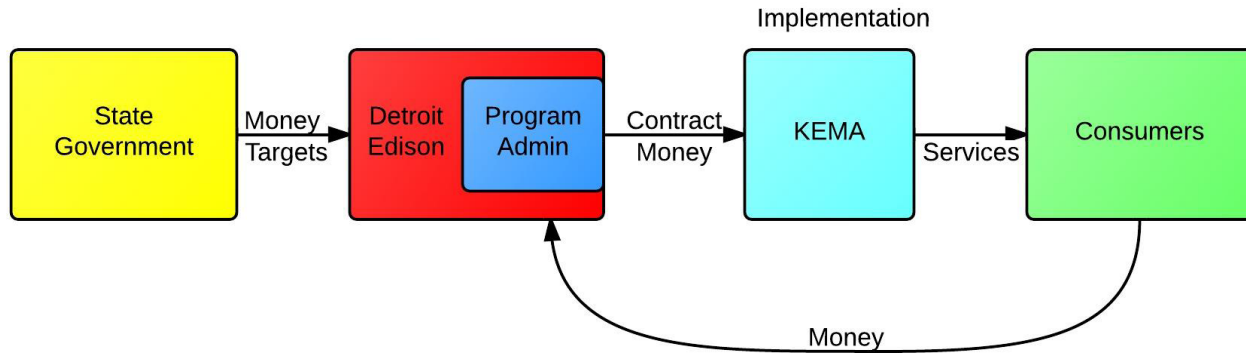 Implementation
State
Government
Money
Targets
Detroit
Edison
Program
Admin
Contract
Money
KEMA
Services
Consumers
Money